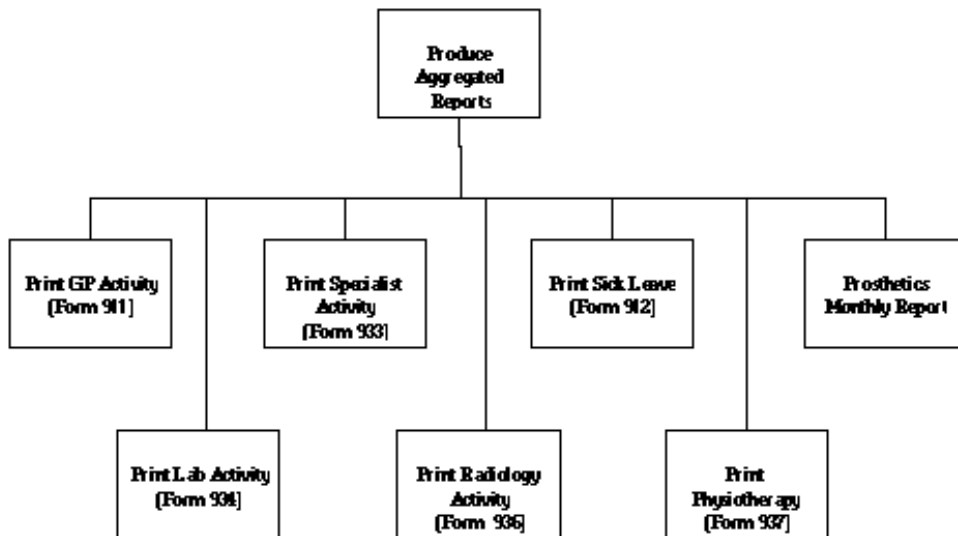 Produce
Aggregated
Reports
Print GP Activity
(Form 911)
Print Specialist
Activity
(Form 933)
Print Sick Leave
(Form 912)
Prosthetics
Monthly Report
Print Lab Activity
(Form 934)
Print Radiology
Activity
(Form 936)
Print
Physiotherapy
(Form 937)